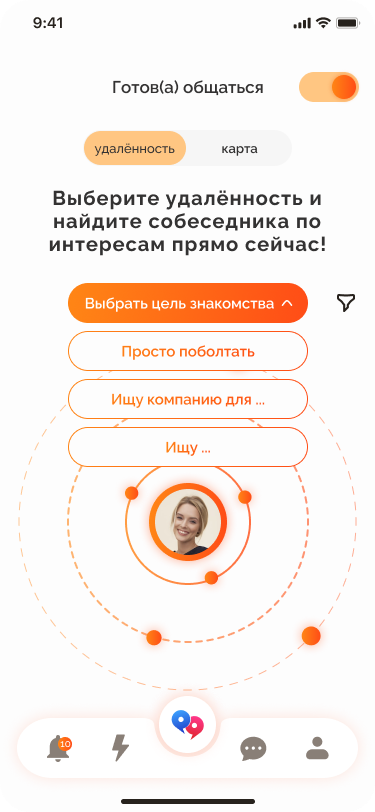 9:41
Готов(а) общаться
удалённость
карта
Выберите удалённость и
найдите собеседника по
интересам прямо сейчас!
Выбрать цель знакомства
Просто поболтать
Ищу компанию для ...
Ищу ...
10